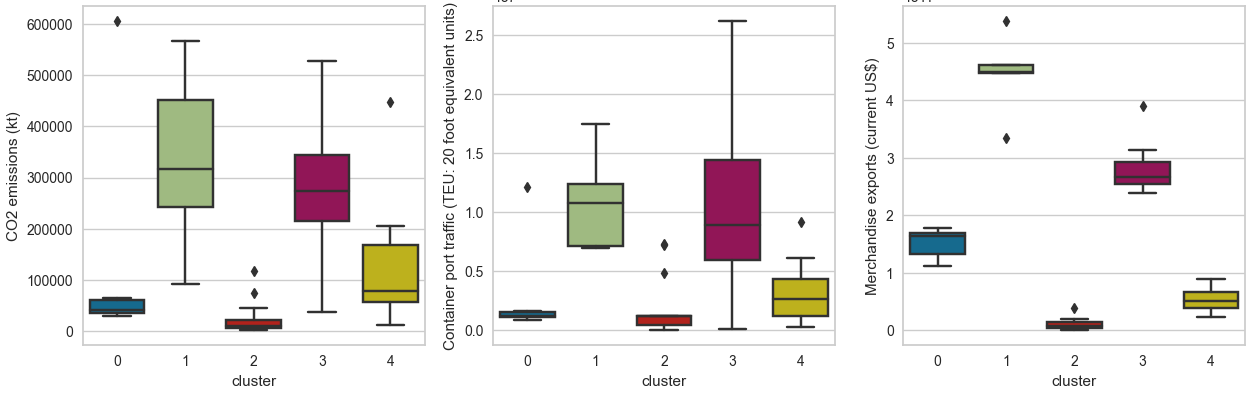 CO2 emissions (kt)
600000
500000
400000
300000
200000
100000
0
0 1 2 3 4
cluster
Container port traffic (TEU: 20 foot equivalent units)
2.5
2.0
1.5
1.0
0.5
0.0
0 1 2 3 4
cluster
Merchandise exports (current US$)
5
4
3
2
1
0
0 1 2 3 4
cluster